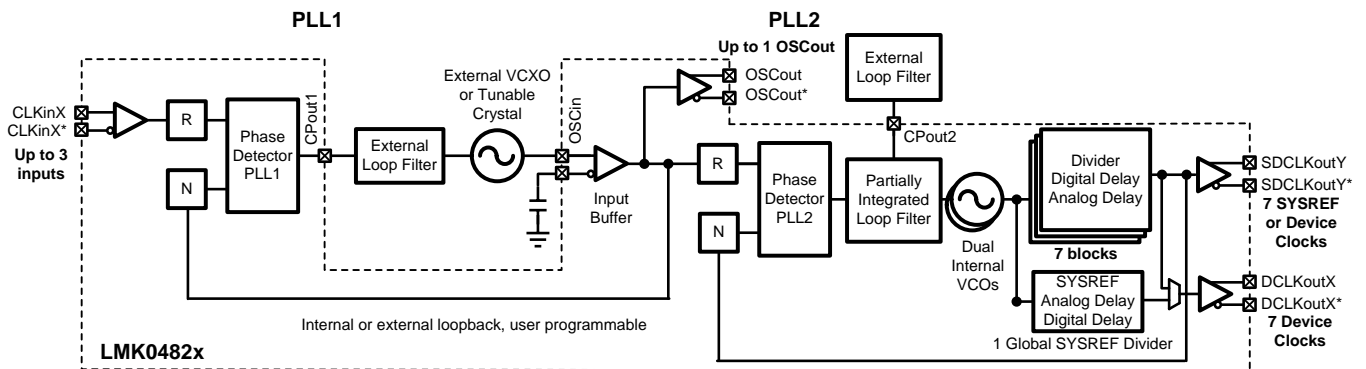 PLL1
PLL2
Up to 1 OSCout
External
Loop Filter
External VCXO
or Tunable
Crystal
OSCout
OSCout*
CLKinX
CLKinX*
Up to 3
inputs
R
N
Phase
Detector
PLL1
CPout1
External
Loop Filter
OSCin
Input
Buffer
R
N
Phase
Detector
PLL2
CPout2
Partially
Integrated
Loop Filter
Dual
Internal
VCOs
Divider
Digital Delay
Analog Delay
7 blocks
SYSREF
Analog Delay
Digital Delay
1 Global SYSREF Divider
SDCLKoutY
SDCLKoutY*
7 SYSREF
or Device
Clocks
DCLKoutX
DCLKoutX*
7 Device
Clocks
Internal or external loopback, user programmable
LMK0482x